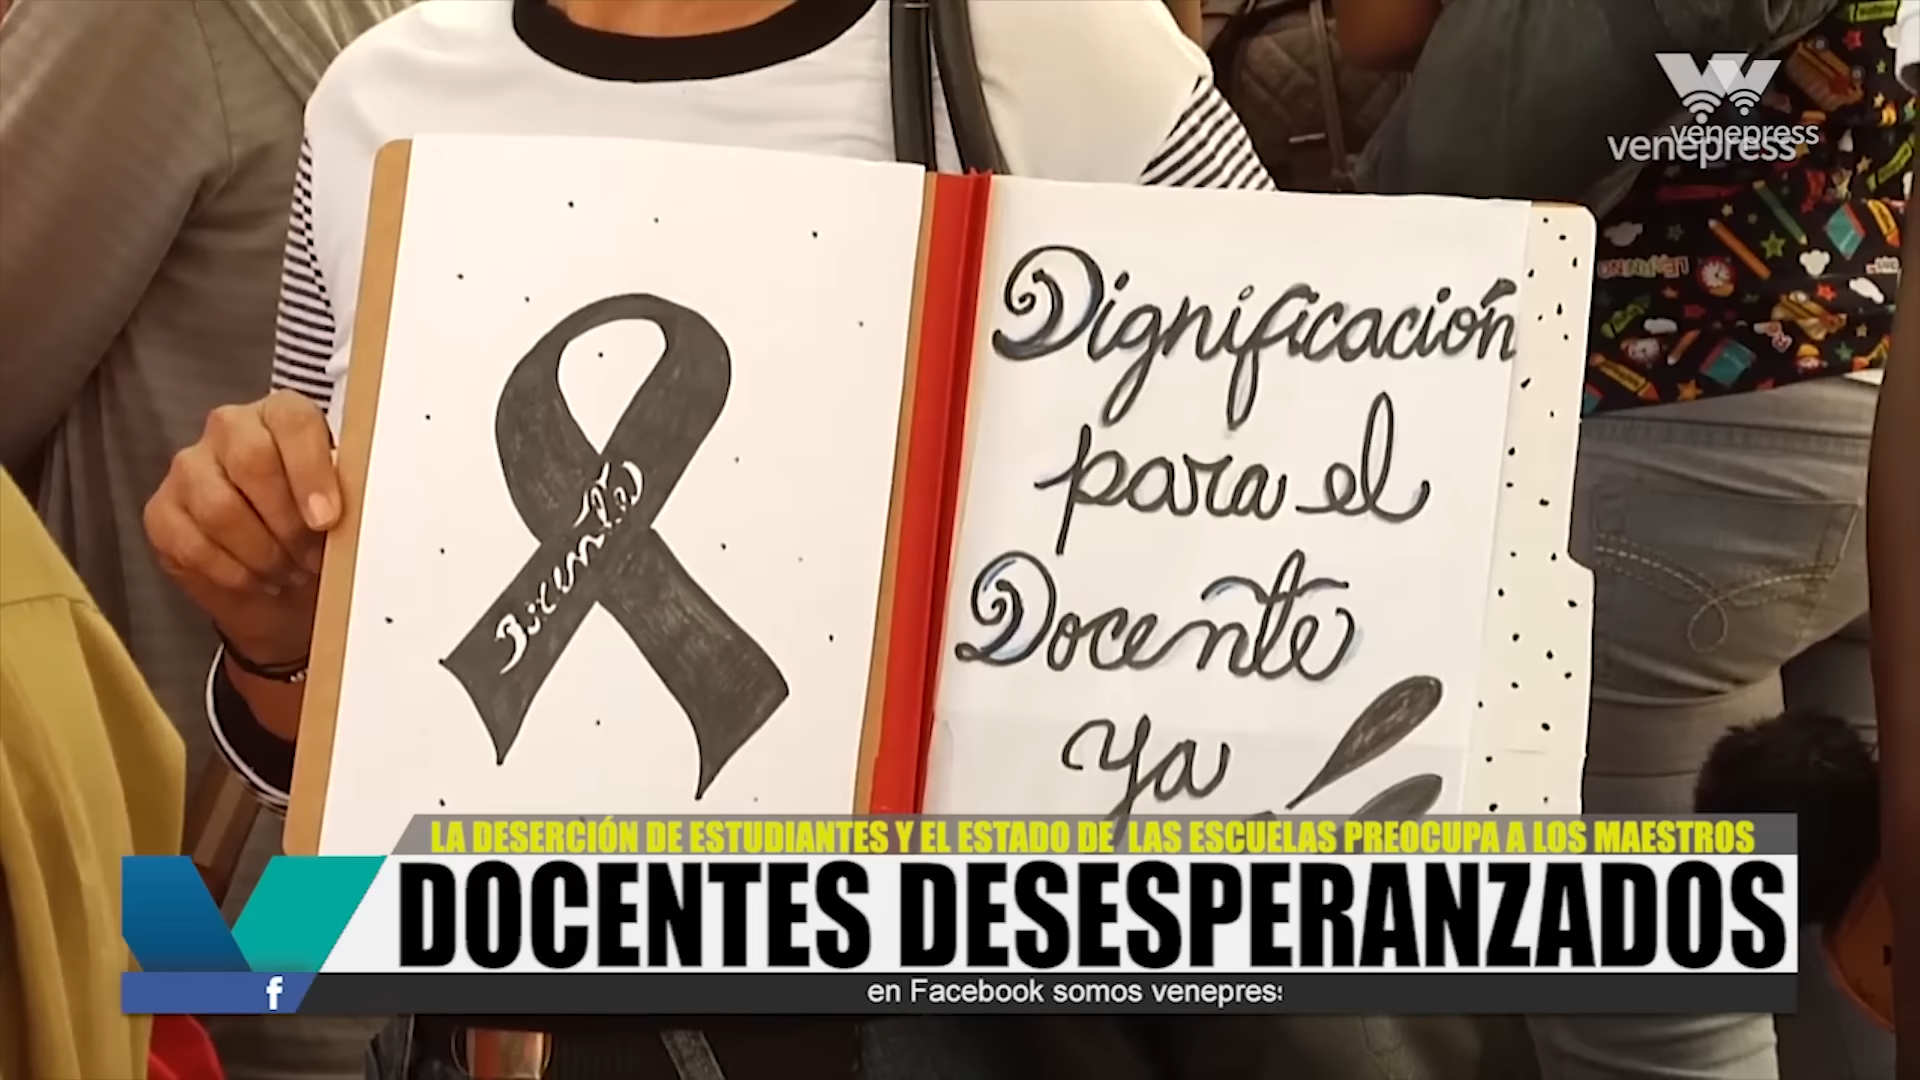 venepress
venepress
LEARNING
Docentes
Dignificación
para el
Docente
ya
LA DESERCIÓN DE ESTUDIANTES Y EL ESTADO DE LAS ESCUELAS PREOCUPA A LOS MAESTROS
DOCENTES DESESPERANZADOS
f
en Facebook somos venepres